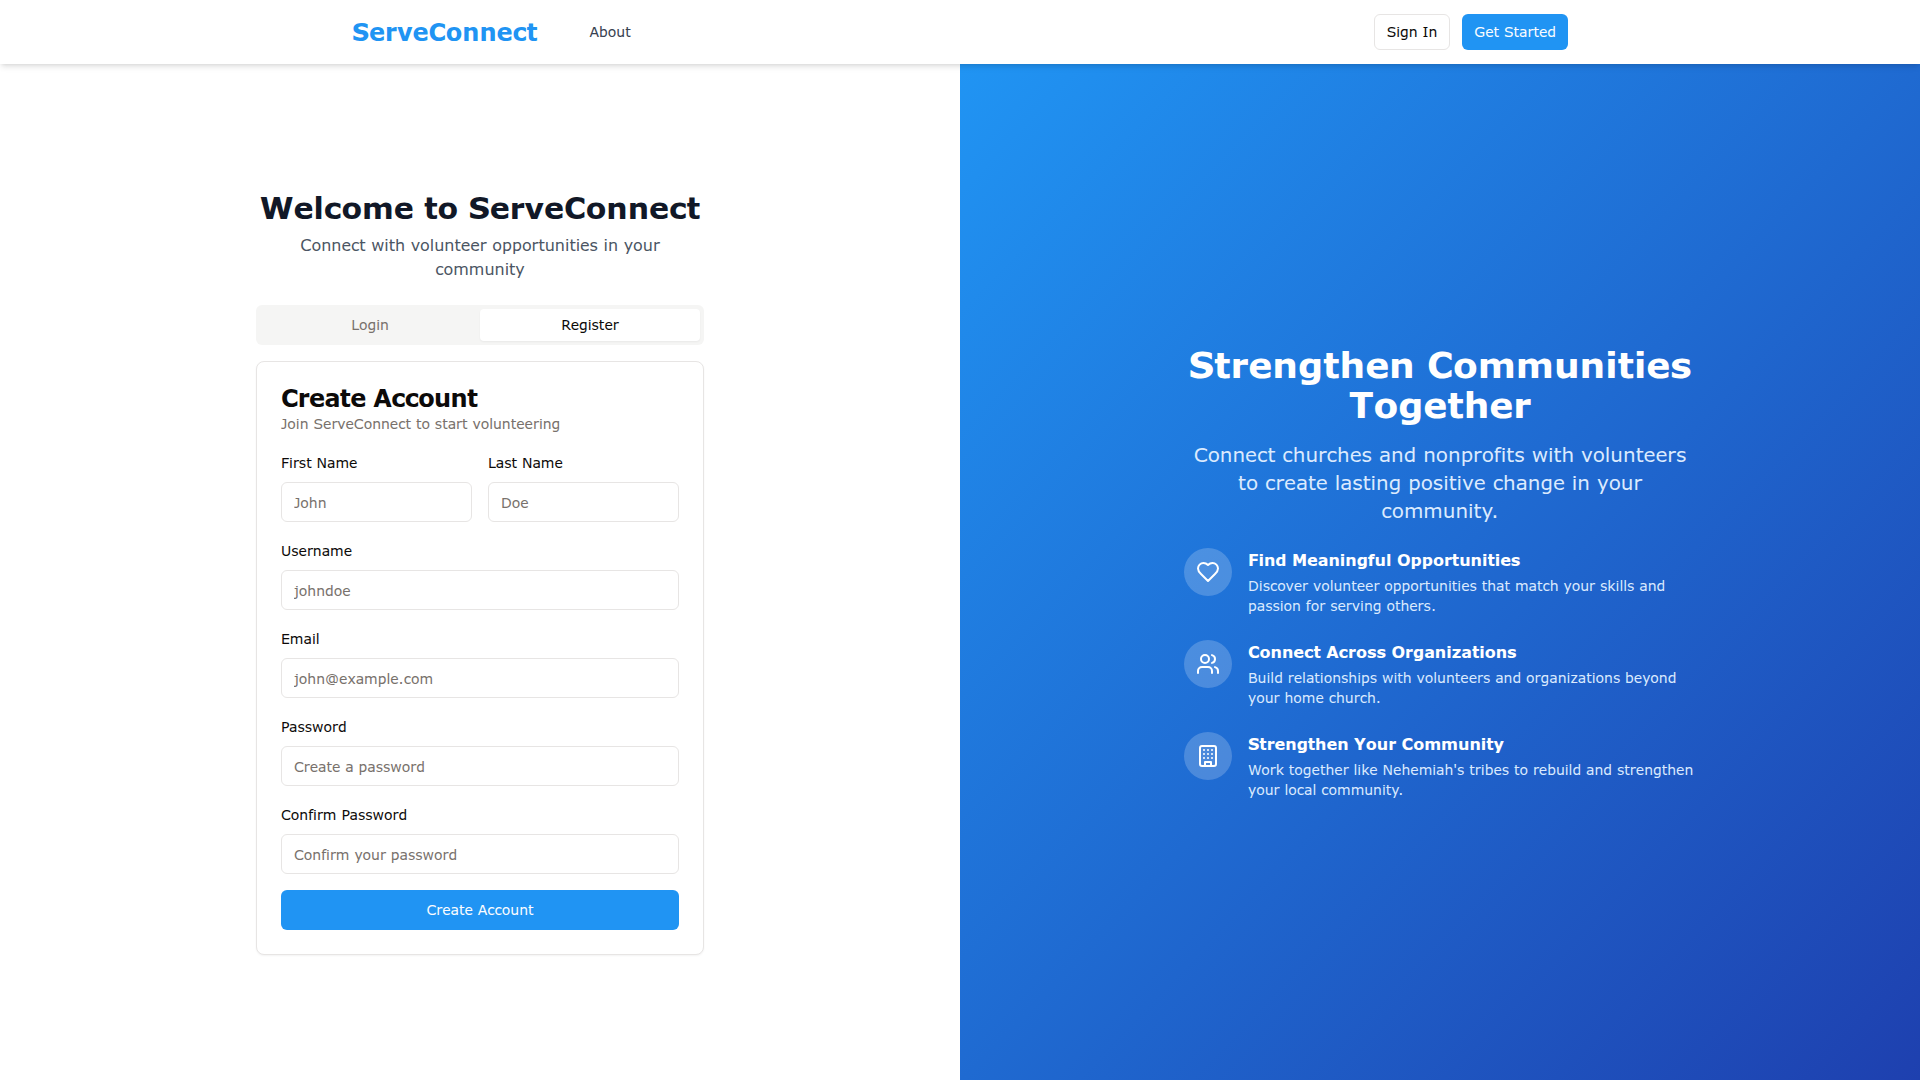 ServeConnect
About
Sign In
Get Started
Welcome to ServeConnect
Connect with volunteer opportunities in your
community
Login
Register
Create Account
Join ServeConnect to start volunteering
First Name
Last Name
John
Doe
Username
johndoe
Email
john@example.com
Password
Create a password
Confirm Password
Confirm your password
Create Account
Strengthen Communities
Together
Connect churches and nonprofits with volunteers
to create lasting positive change in your
community.
Find Meaningful Opportunities
Discover volunteer opportunities that match your skills and
passion for serving others.
Connect Across Organizations
Build relationships with volunteers and organizations beyond
your home church.
Strengthen Your Community
Work together like Nehemiah's tribes to rebuild and strengthen
your local community.